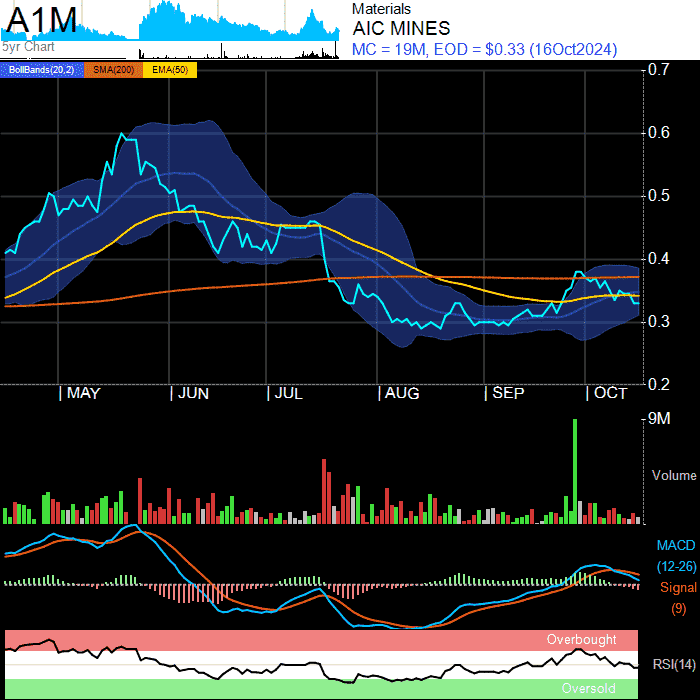 A1M
5yr Chart
Materials
AIC MINES
MC = 19M, EOD = $0.33 (16Oct2024)
BollBands(20,2) SMA(200) EMA(50)
0.7
0.6
0.5
0.4
0.3
0.2
| MAY | JUN | JUL | AUG | SEP | OCT
9M
Volume
MACD
(12-26)
Signal
(9)
Overbought
RSI(14)
Oversold